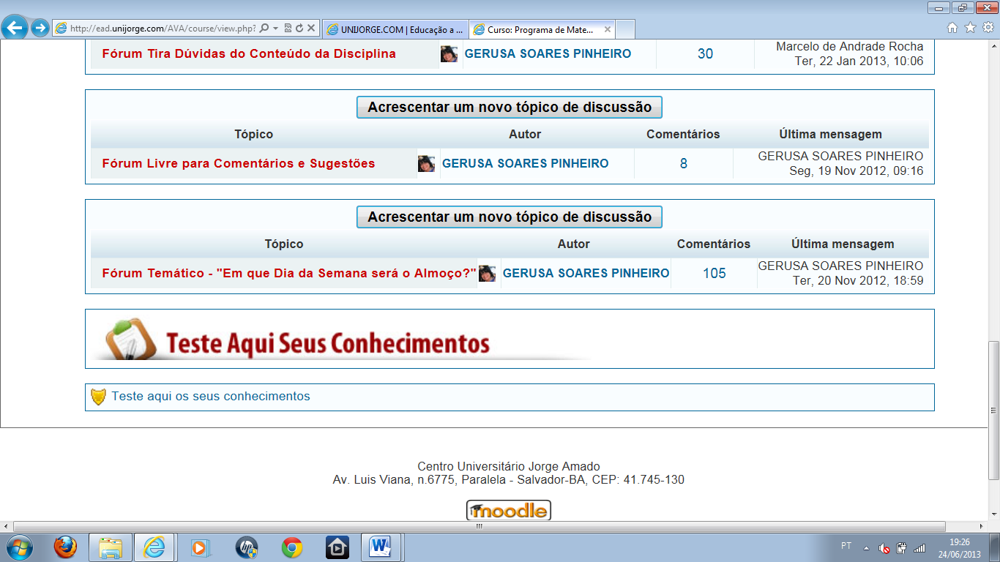 http://ead.unijorge.com/AVA/course/view.php?
UNIJORGE.COM | Educação a ...
Curso: Programa de Mate...
Fórum Tira Dúvidas do Conteúdo da Disciplina
GERUSA SOARES PINHEIRO
30
Marcelo de Andrade Rocha
Ter, 22 Jan 2013, 10:06
Acrescentar um novo tópico de discussão
Tópico Autor Comentários Última mensagem
Fórum Livre para Comentários e Sugestões
GERUSA SOARES PINHEIRO
8
GERUSA SOARES PINHEIRO
Seg, 19 Nov 2012, 09:16
Acrescentar um novo tópico de discussão
Tópico Autor Comentários Última mensagem
Fórum Temático - "Em que Dia da Semana será o Almoço?"
GERUSA SOARES PINHEIRO
105
GERUSA SOARES PINHEIRO
Ter, 20 Nov 2012, 18:59
Teste Aqui Seus Conhecimentos
Teste aqui os seus conhecimentos
Centro Universitário Jorge Amado
Av. Luis Viana, n.6775, Paralela - Salvador-BA, CEP: 41.745-130
moodle
PT
19:26
24/06/2013